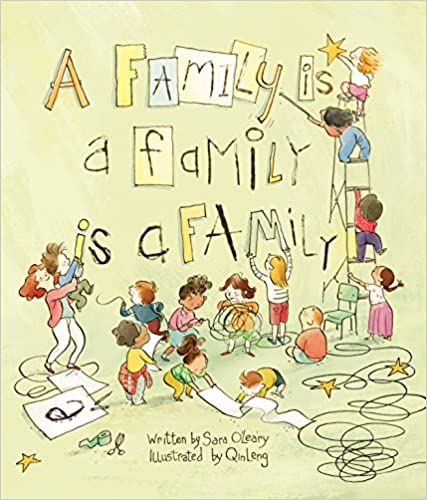 A FAMILY is
a family
is a FAMILY
a
Written by Sara O'Leary
Illustrated by Qin Leng